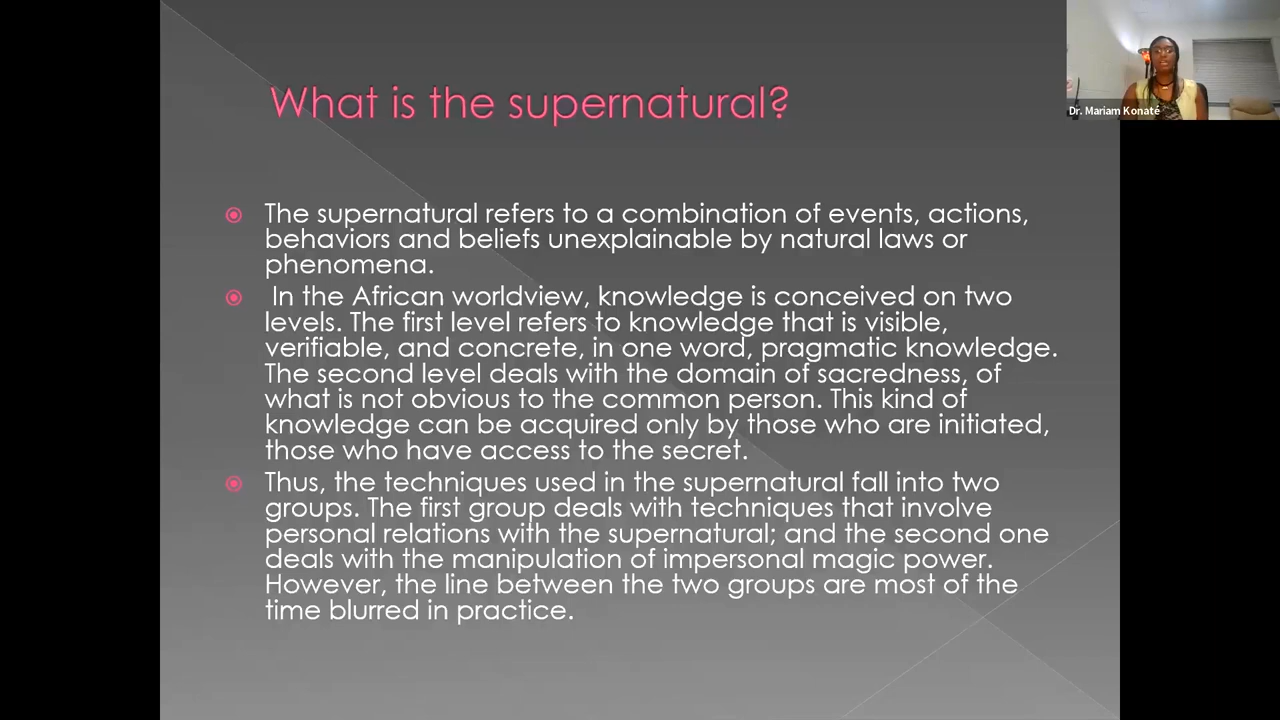 What is the supernatural?
Dr. Mariam Konaté
The supernatural refers to a combination of events, actions,
behaviors and beliefs unexplainable by natural laws or
phenomena.
In the African worldview, knowledge is conceived on two
levels. The first level refers to knowledge that is visible,
verifiable, and concrete, in one word, pragmatic knowledge.
The second level deals with the domain of sacredness, of
what is not obvious to the common person. This kind of
knowledge can be acquired only by those who are initiated,
those who have access to the secret.
Thus, the techniques used in the supernatural fall into two
groups. The first group deals with techniques that involve
personal relations with the supernatural; and the second one
deals with the manipulation of impersonal magic power.
However, the line between the two groups are most of the
time blurred in practice.